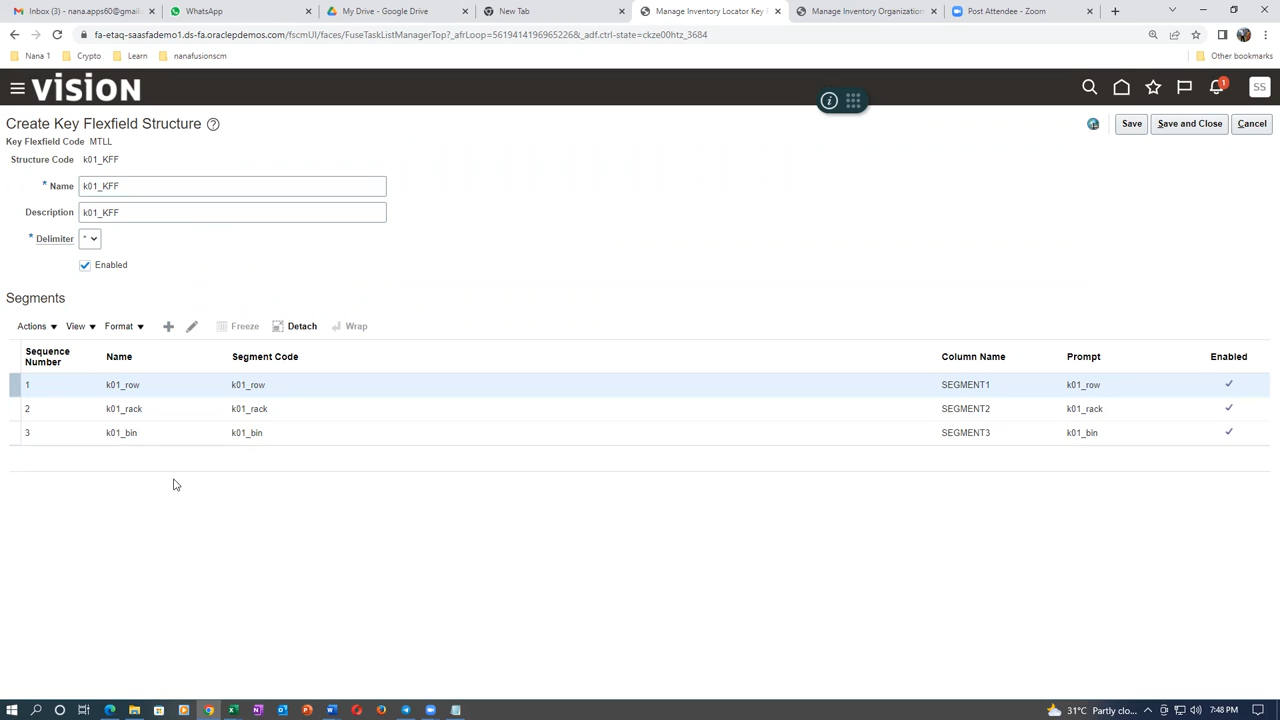 Inbox (3) - nana.apps60@gmail. WhatsApp My Drive - Google Drive New Tab Manage Inventory Locator Key F Manage Inventory Organization Post Attendee - Zoom
fa-etaq-saasfademo1.ds-fa.oraclepdemos.com/fscmUI/faces/FuseTaskListManagerTop?_afrLoop=5619414196965226&_adf.ctrl-state=ckze00htz_3684
Nana 1 Crypto Learn nanafusionscm Other bookmarks
VISION 1 SS
Create Key Flexfield Structure Save Save and Close Cancel
Key Flexfield Code MTLL
Structure Code k01_KFF
* Name k01_KFF
Description k01_KFF
* Delimiter *
Enabled
Segments
Actions View Format Freeze Detach Wrap
Sequence Number Name Segment Code Column Name Prompt Enabled
1 k01_row k01_row SEGMENT1 k01_row
2 k01_rack k01_rack SEGMENT2 k01_rack
3 k01_bin k01_bin SEGMENT3 k01_bin
31°C Partly clo... 7:48 PM